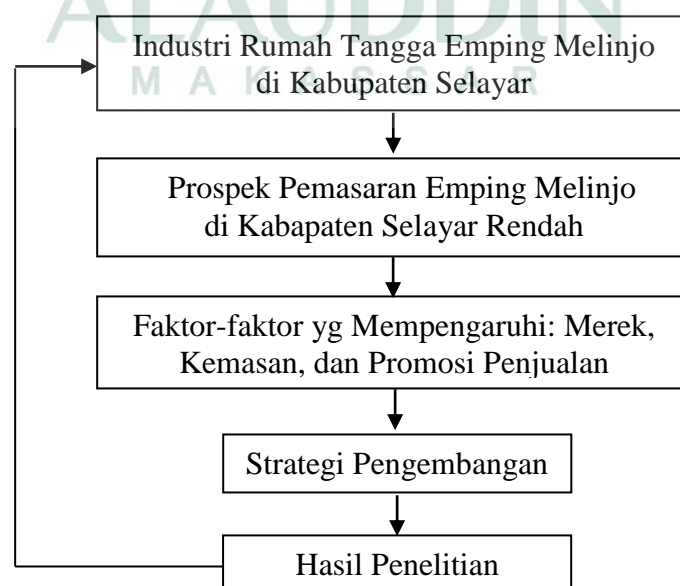 ALAUDDIN
MAKASSAR
Industri Rumah Tangga Emping Melinjo
di Kabupaten Selayar
Prospek Pemasaran Emping Melinjo
di Kabapaten Selayar Rendah
Faktor-faktor yg Mempengaruhi: Merek,
Kemasan, dan Promosi Penjualan
Strategi Pengembangan
Hasil Penelitian